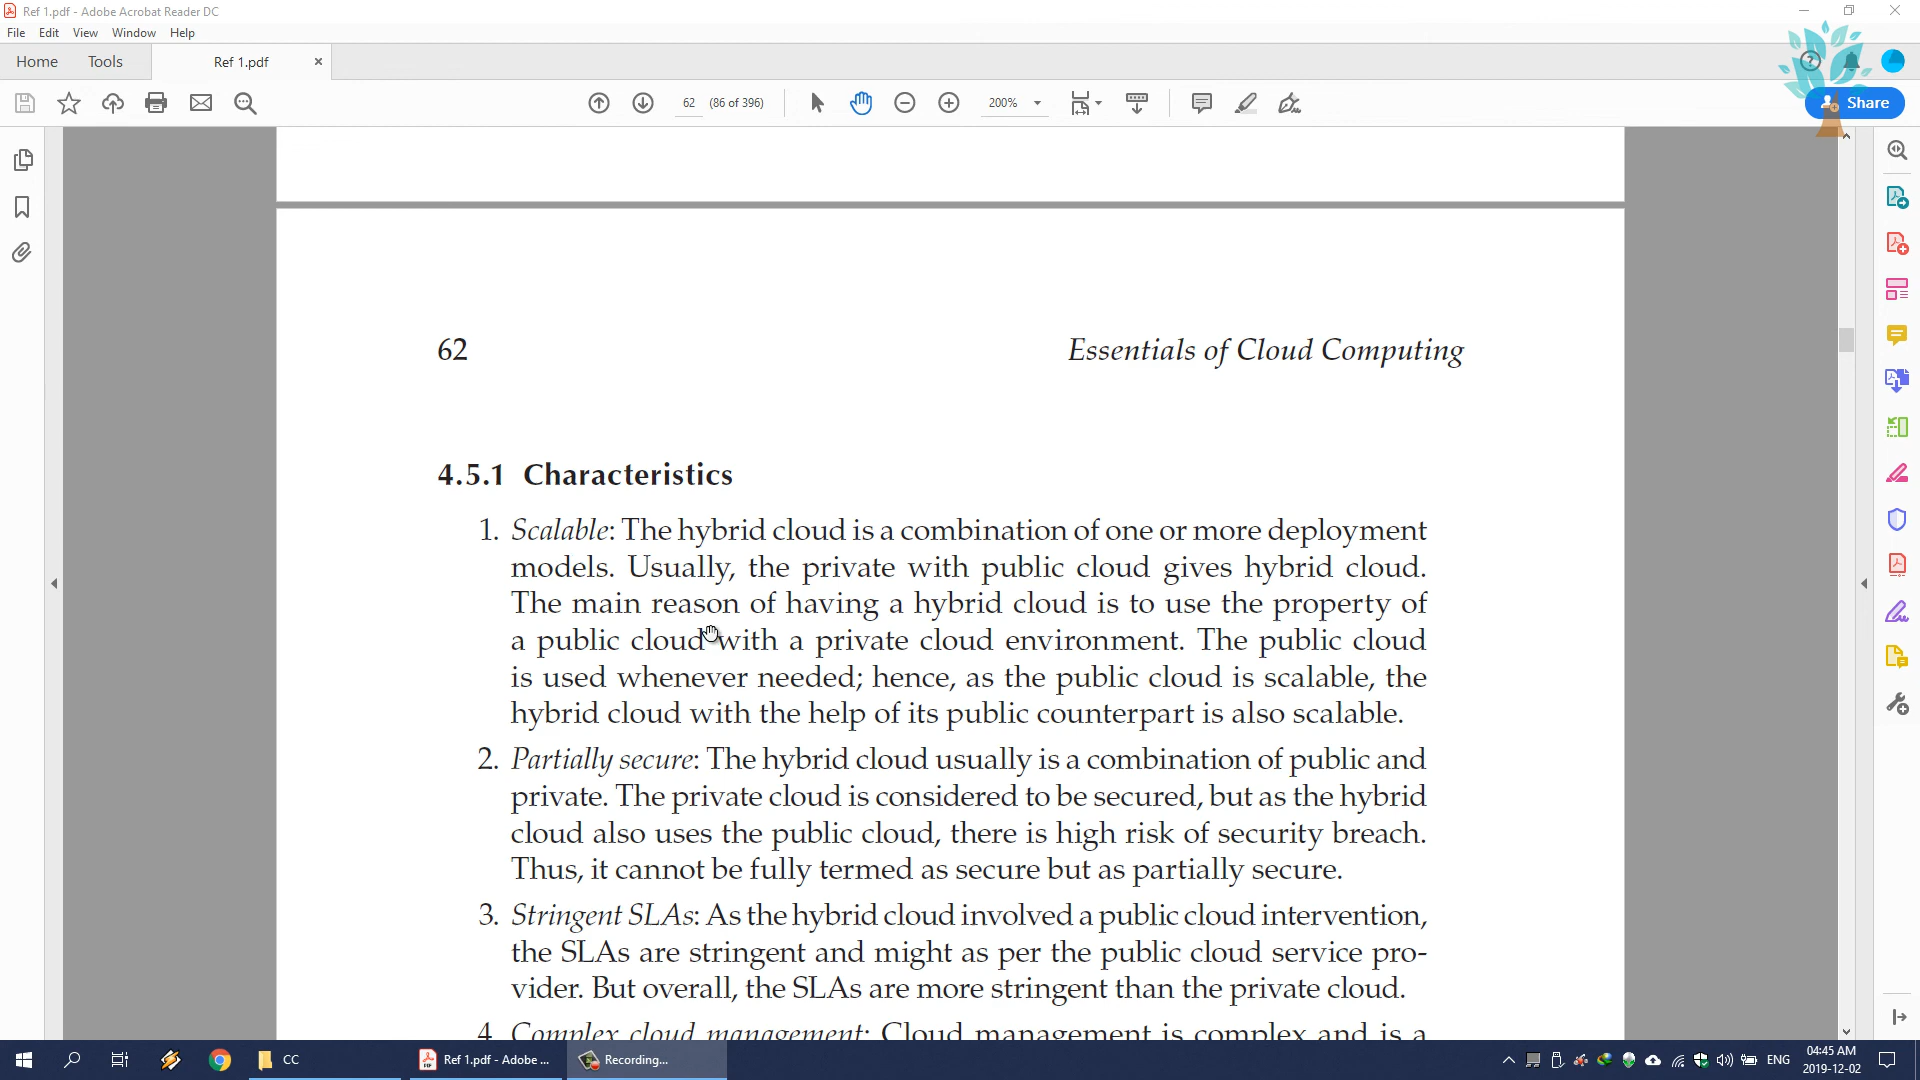 Ref 1.pdf - Adobe Acrobat Reader DC
File Edit View Window Help
Home Tools Ref 1.pdf
62 (86 of 396) 200%
Share
62 Essentials of Cloud Computing
4.5.1 Characteristics
1. Scalable: The hybrid cloud is a combination of one or more deployment
models. Usually, the private with public cloud gives hybrid cloud.
The main reason of having a hybrid cloud is to use the property of
a public cloud with a private cloud environment. The public cloud
is used whenever needed; hence, as the public cloud is scalable, the
hybrid cloud with the help of its public counterpart is also scalable.
2. Partially secure: The hybrid cloud usually is a combination of public and
private. The private cloud is considered to be secured, but as the hybrid
cloud also uses the public cloud, there is high risk of security breach.
Thus, it cannot be fully termed as secure but as partially secure.
3. Stringent SLAs: As the hybrid cloud involved a public cloud intervention,
the SLAs are stringent and might as per the public cloud service pro-
vider. But overall, the SLAs are more stringent than the private cloud.
4. Complex cloud management: Cloud management is complex and is a
CC Ref 1.pdf - Adobe ... Recording... ENG 04:45 AM
2019-12-02